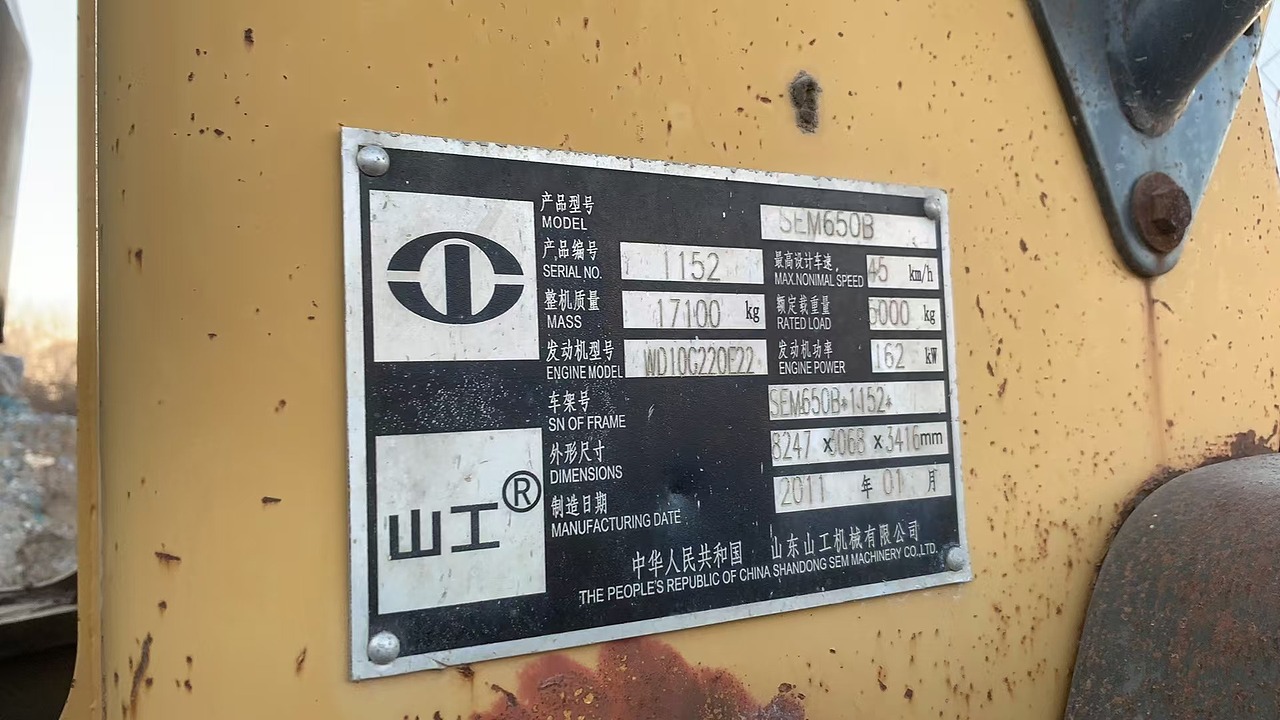 产品型号
MODEL
SEM650B
产品编号
SERIAL NO.
1152
最高设计车速
MAX.NONIMAL SPEED
45 km/h
整机质量
MASS
17100 kg
额定载重量
RATED LOAD
5000 kg
发动机型号
ENGINE MODEL
WD10G220E22
发动机功率
ENGINE POWER
162 kW
车架号
SN OF FRAME
SEM650B*1152*
外形尺寸
DIMENSIONS
8247 x3068 x 3416mm
制造日期
MANUFACTURING DATE
2011 年 01 月
山工®
中华人民共和国 山东山工机械有限公司
THE PEOPLE'S REPUBLIC OF CHINA SHANDONG SEM MACHINERY CO.,LTD.